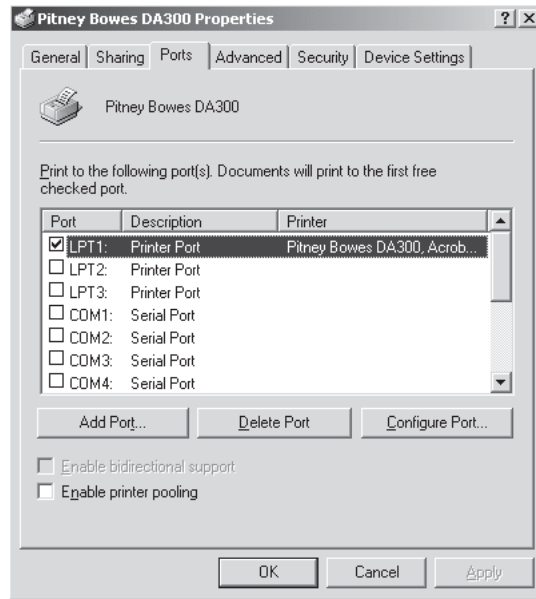 Pitney Bowes DA300 Properties
General Sharing Ports Advanced Security Device Settings
Pitney Bowes DA300
Print to the following port(s). Documents will print to the first free
checked port.
Port Description Printer
LPT1: Printer Port Pitney Bowes DA300, Acrob...
LPT2: Printer Port
LPT3: Printer Port
COM1: Serial Port
COM2: Serial Port
COM3: Serial Port
COM4: Serial Port
Add Port... Delete Port Configure Port...
Enable bidirectional support
Enable printer pooling
OK Cancel Apply